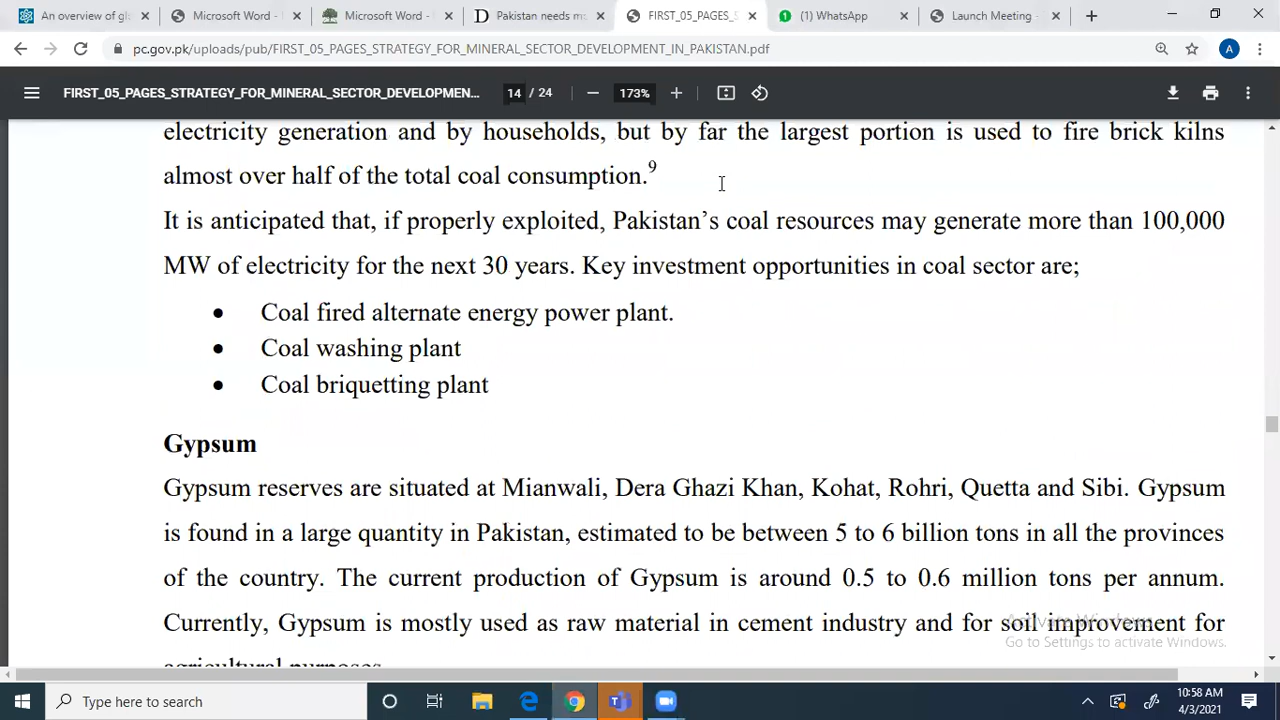 An overview of gl
Microsoft Word -
Microsoft Word -
Pakistan needs m
FIRST_05_PAGES_S
(1) WhatsApp
Launch Meeting -
pc.gov.pk/uploads/pub/FIRST_05_PAGES_STRATEGY_FOR_MINERAL_SECTOR_DEVELOPMENT_IN_PAKISTAN.pdf
A
FIRST_05_PAGES_STRATEGY_FOR_MINERAL_SECTOR_DEVELOPMEN...
14 / 24
173%
electricity generation and by households, but by far the largest portion is used to fire brick kilns
almost over half of the total coal consumption.9
It is anticipated that, if properly exploited, Pakistan’s coal resources may generate more than 100,000
MW of electricity for the next 30 years. Key investment opportunities in coal sector are;
• Coal fired alternate energy power plant.
• Coal washing plant
• Coal briquetting plant
Gypsum
Gypsum reserves are situated at Mianwali, Dera Ghazi Khan, Kohat, Rohri, Quetta and Sibi. Gypsum
is found in a large quantity in Pakistan, estimated to be between 5 to 6 billion tons in all the provinces
of the country. The current production of Gypsum is around 0.5 to 0.6 million tons per annum.
Currently, Gypsum is mostly used as raw material in cement industry and for soil improvement for
agricultural purposes.
Activate Windows
Go to Settings to activate Windows.
Type here to search
10:58 AM
4/3/2021